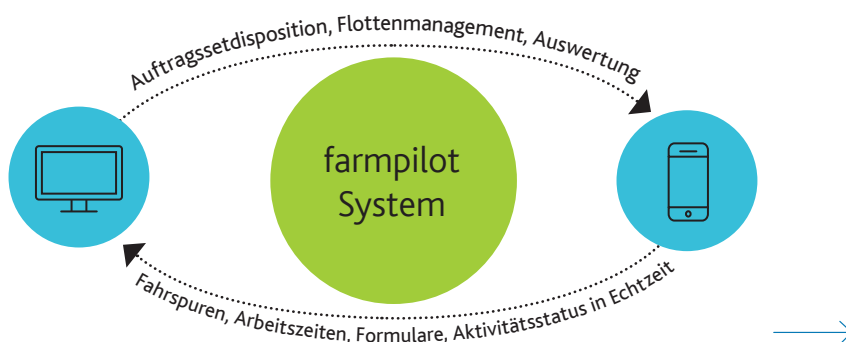 Auftragssetdisposition, Flottenmanagement, Auswertung
farmpilot
System
Fahrspuren, Arbeitszeiten, Formulare, Aktivitätsstatus in Echtzeit